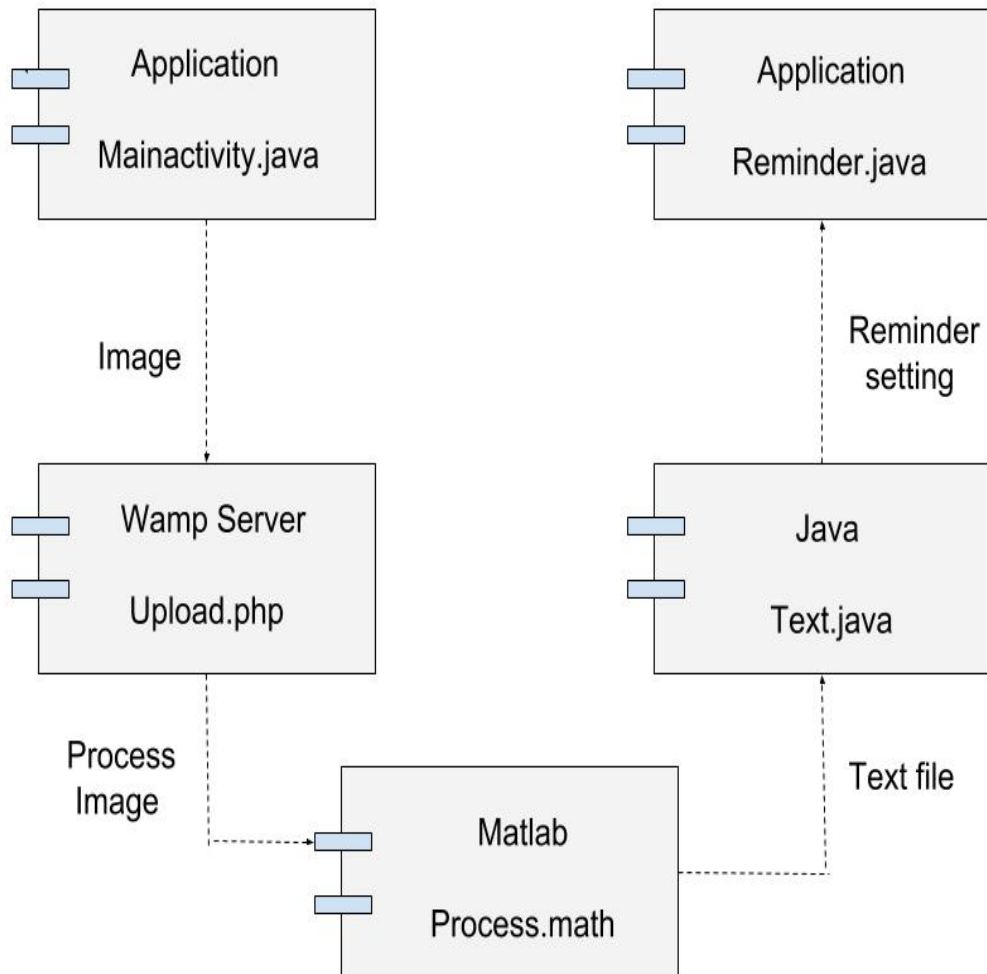 Application
Mainactivity.java
Image
Wamp Server
Upload.php
Process
Image
Matlab
Process.math
Text file
Java
Text.java
Reminder
setting
Application
Reminder.java